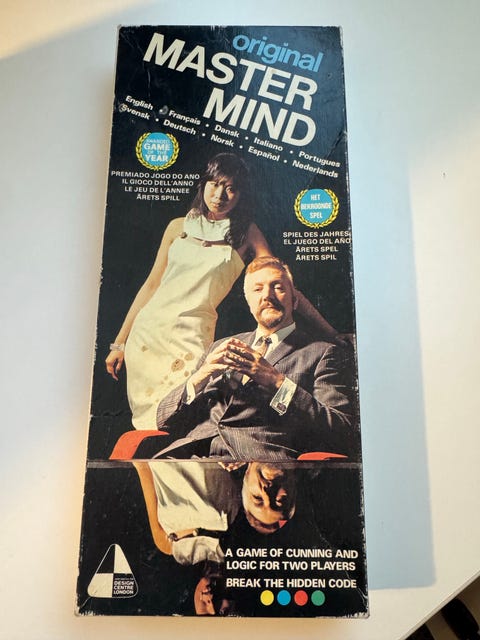 original
MASTER
MIND
English • Français • Dansk • Italiano • Portugues
Svensk • Deutsch • Norsk • Español • Nederlands
AWARDED
GAME
OF THE
YEAR
PREMIADO JOGO DO ANO
IL GIOCO DELL'ANNO
LE JEU DE L'ANNEE
ÅRETS SPILL
HET
BEKROONDE
SPEL
SPIEL DES JAHRES
EL JUEGO DEL AÑO
ÅRETS SPEL
ÅRETS SPIL
A GAME OF CUNNING AND
LOGIC FOR TWO PLAYERS
BREAK THE HIDDEN CODE
DESIGN
CENTRE
LONDON